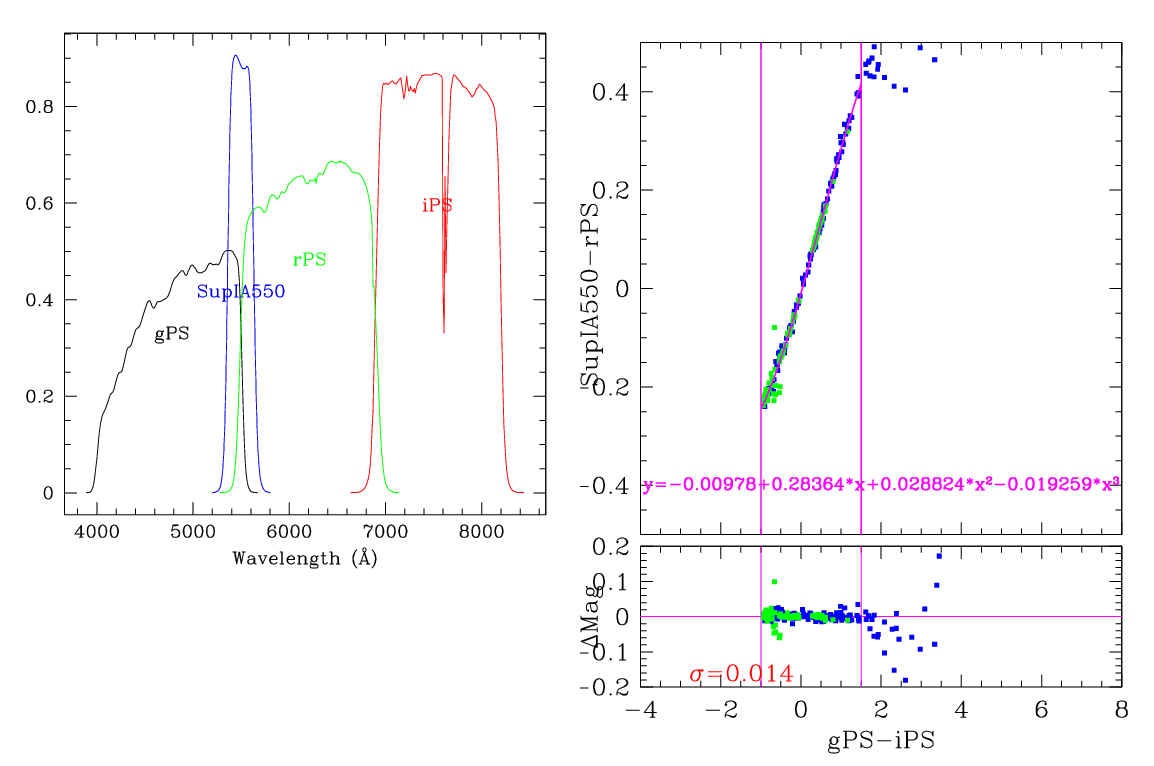 0.8
0.6
0.4
0.2
0
gPS
SupIA550
rPS
iPS
4000 5000 6000 7000 8000
Wavelength (Å)
SupIA550−rPS
0.4
0.2
0
-0.2
-0.4
y=−0.00978+0.28364*x+0.028824*x²−0.019259*x³
ΔMag
0.2
0.1
0
-0.1
-0.2
σ=0.014
−4 −2 0 2 4 6 8
gPS−iPS